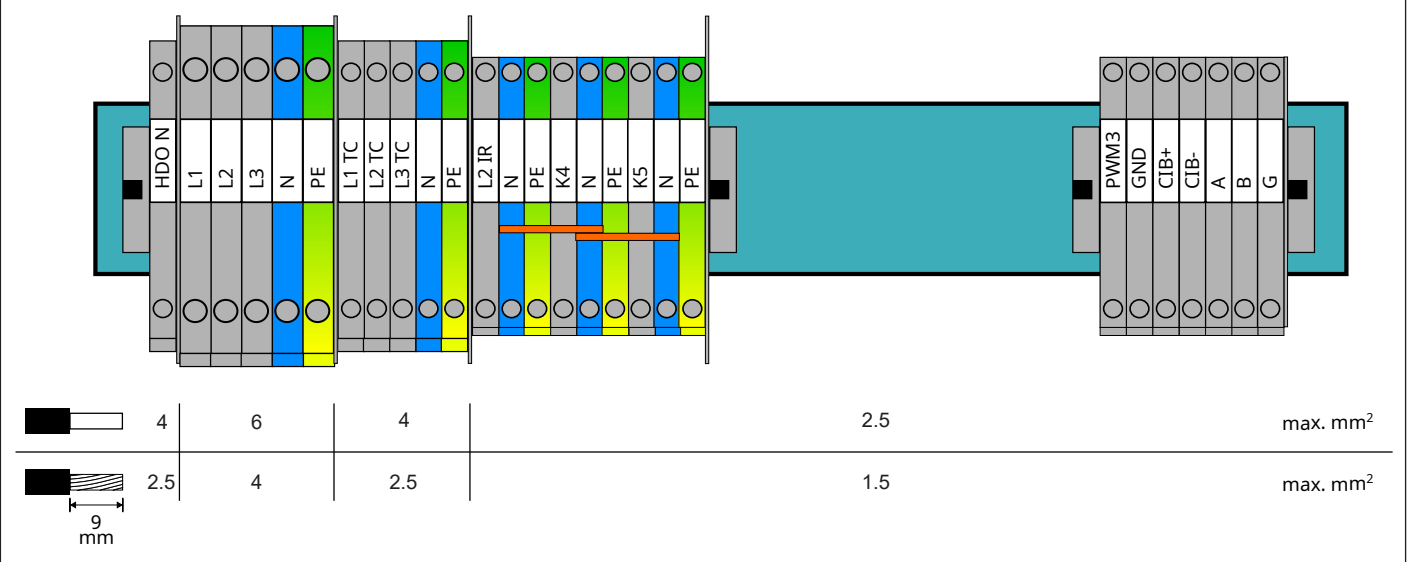 HDO N
L1
L2
L3
N
PE
L1 TC
L2 TC
L3 TC
N
PE
L2 IR
N
PE
K4
N
PE
K5
N
PE
PWM3
GND
CIB+
CIB-
A
B
G
4 6 4 2.5 max. mm²
2.5 4 2.5 1.5 max. mm²
9
mm